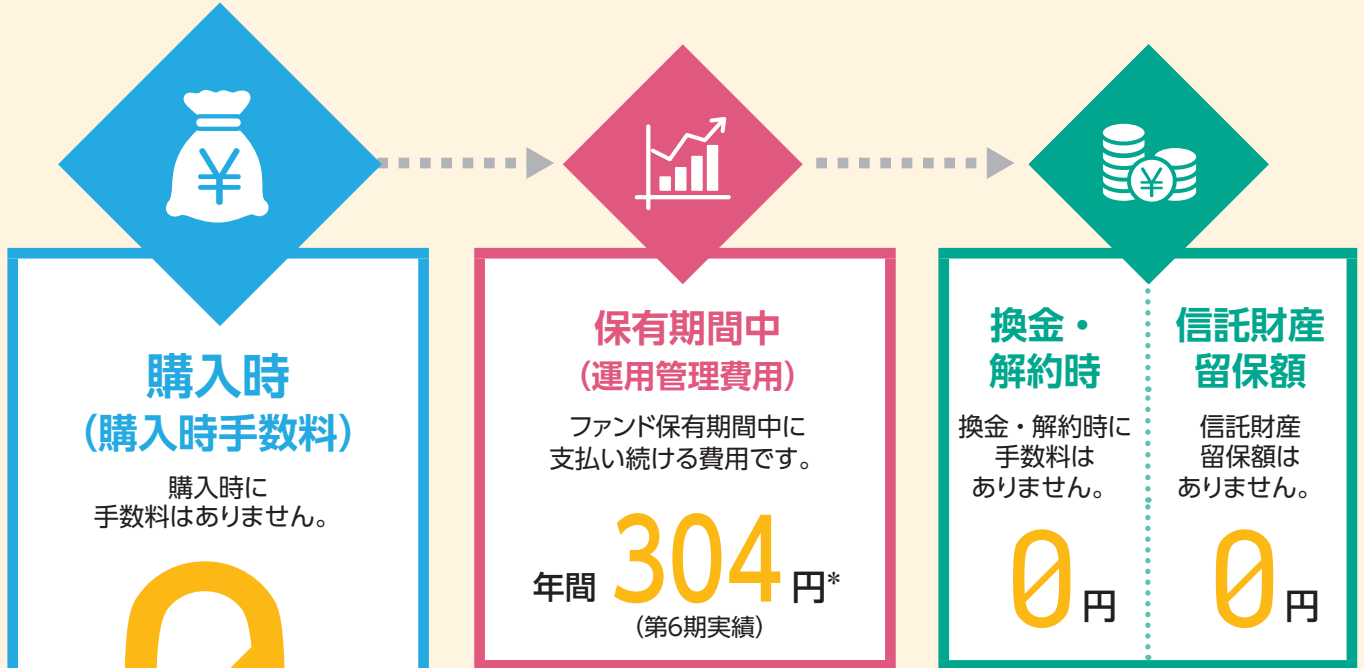 購入時
(購入時手数料)
購入時に
手数料はありません。
保有期間中
(運用管理費用)
ファンド保有期間中に
支払い続ける費用です。
年間 304 円*
(第6期実績)
換金・
解約時
換金・解約時に
手数料は
ありません。
0円
信託財産
留保額
信託財産
留保額は
ありません。
0円